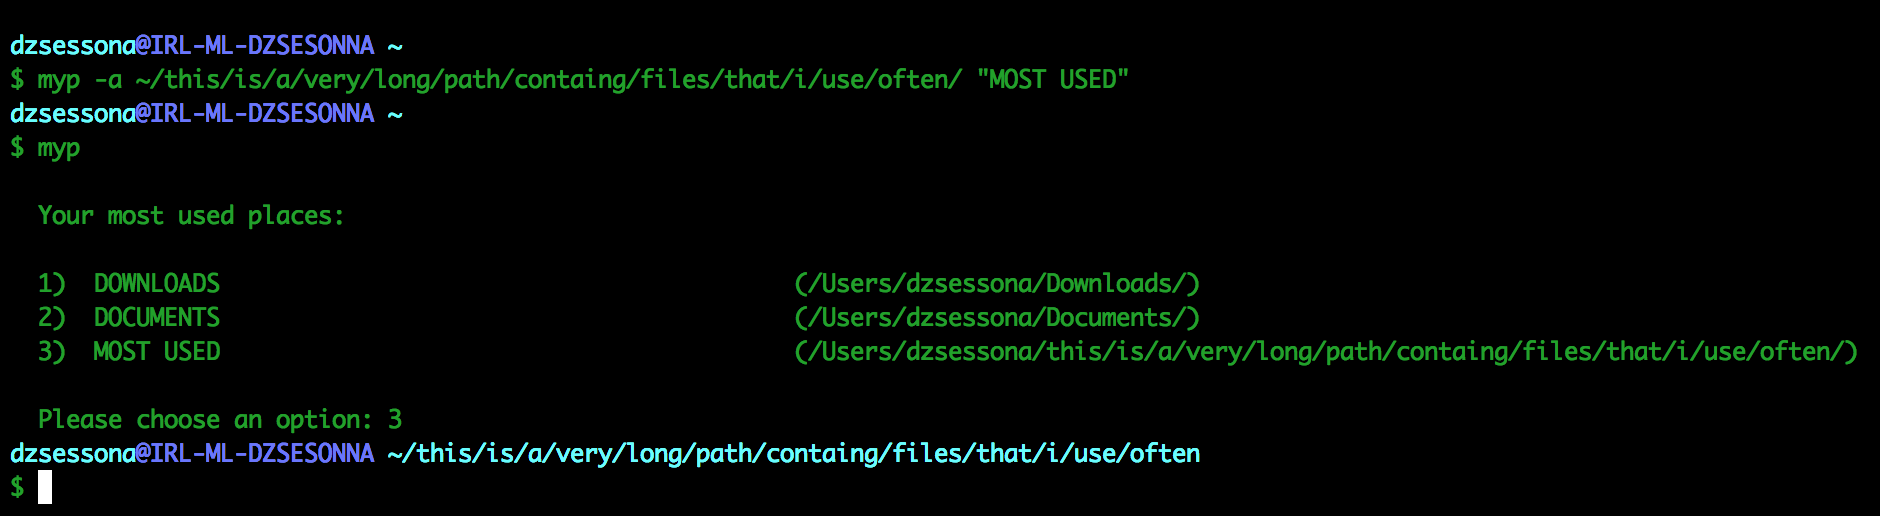 dzsessona@IRL-ML-DZSESONNA ~
$ myp -a ~/this/is/a/very/long/path/containg/files/that/i/use/often/ "MOST USED"
dzsessona@IRL-ML-DZSESONNA ~
$ myp
Your most used places:
1) DOWNLOADS (/Users/dzsessona/Downloads/)
2) DOCUMENTS (/Users/dzsessona/Documents/)
3) MOST USED (/Users/dzsessona/this/is/a/very/long/path/containg/files/that/i/use/often/)
Please choose an option: 3
dzsessona@IRL-ML-DZSESONNA ~/this/is/a/very/long/path/containg/files/that/i/use/often
$